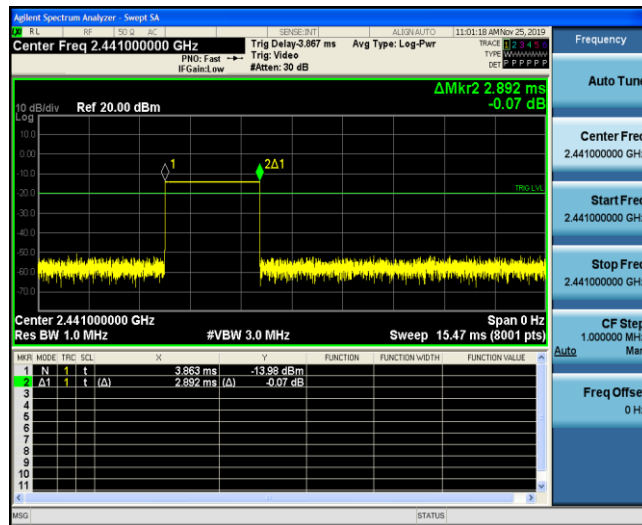 Agilent Spectrum Analyzer - Swept SA
RL RF 50 Ω AC SENSE:INT ALIGN AUTO 11:01:18 AM Nov 25, 2019
Center Freq 2.441000000 GHz
PNO: Fast
IFGain:Low
Trig Delay-3.867 ms
Trig: Video
#Atten: 30 dB
Avg Type: Log-Pwr
TRACE 1 2 3 4 5 6
TYPE WWWWWW
DET P P P P P P
ΔMkr2 2.892 ms
-0.07 dB
10 dB/div Ref 20.00 dBm
Log
10.0
0.00
-10.0
-20.0
-30.0
-40.0
-50.0
-60.0
-70.0
1
2Δ1
TRIG LVL
Center 2.441000000 GHz Span 0 Hz
Res BW 1.0 MHz #VBW 3.0 MHz Sweep 15.47 ms (8001 pts)
MKR MODE TRC SCL X Y FUNCTION FUNCTION WIDTH FUNCTION VALUE
1 N 1 t 3.863 ms -13.98 dBm
2 Δ1 1 t (Δ) 2.892 ms (Δ) -0.07 dB
3
4
5
6
7
8
9
10
11
MSG STATUS
Frequency
Auto Tune
Center Freq
2.441000000 GHz
Start Freq
2.441000000 GHz
Stop Freq
2.441000000 GHz
CF Step
1.000000 MHz
Auto Man
Freq Offset
0 Hz